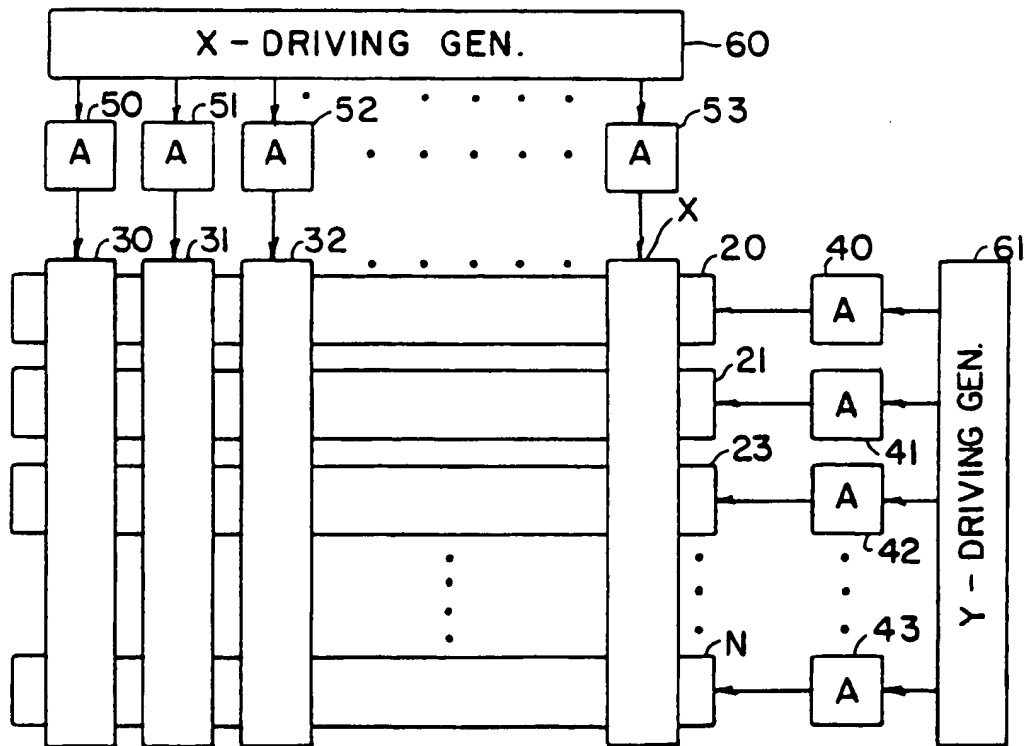 X - DRIVING GEN.
60
50
51
52
53
A
A
A
A
X
30
31
32
20
40
61
A
21
A
41
23
A
42
Y - DRIVING GEN.
N
43
A